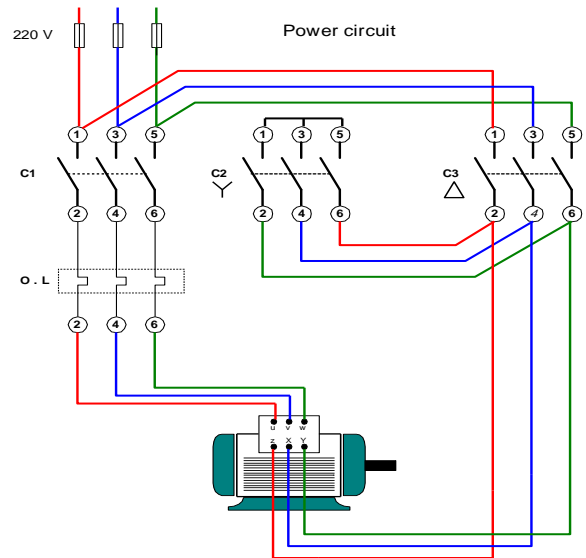 220 V
Power circuit
1 3 5 1 3 5 1 3 5
C1 C2 C3
2 4 6 2 4 6 2 4 6
O . L
2 4 6
u v w
z X Y